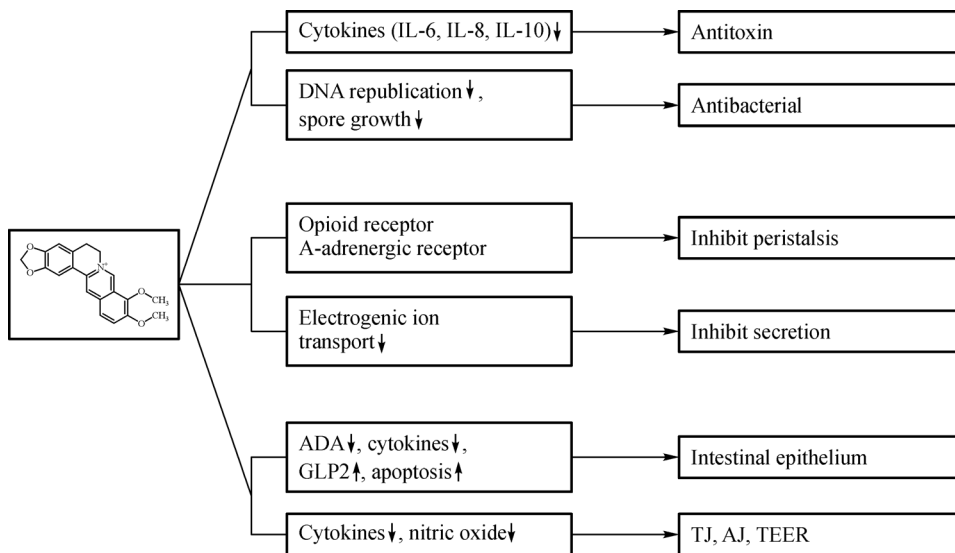 Cytokines (IL-6, IL-8, IL-10)↓
Antitoxin
DNA republication↓,
spore growth↓
Antibacterial
Opioid receptor
A-adrenergic receptor
Inhibit peristalsis
O
O
N+
O
CH3
O
CH3
Electrogenic ion
transport↓
Inhibit secretion
ADA↓, cytokines↓,
GLP2↑, apoptosis↑
Intestinal epithelium
Cytokines↓, nitric oxide↓
TJ, AJ, TEER